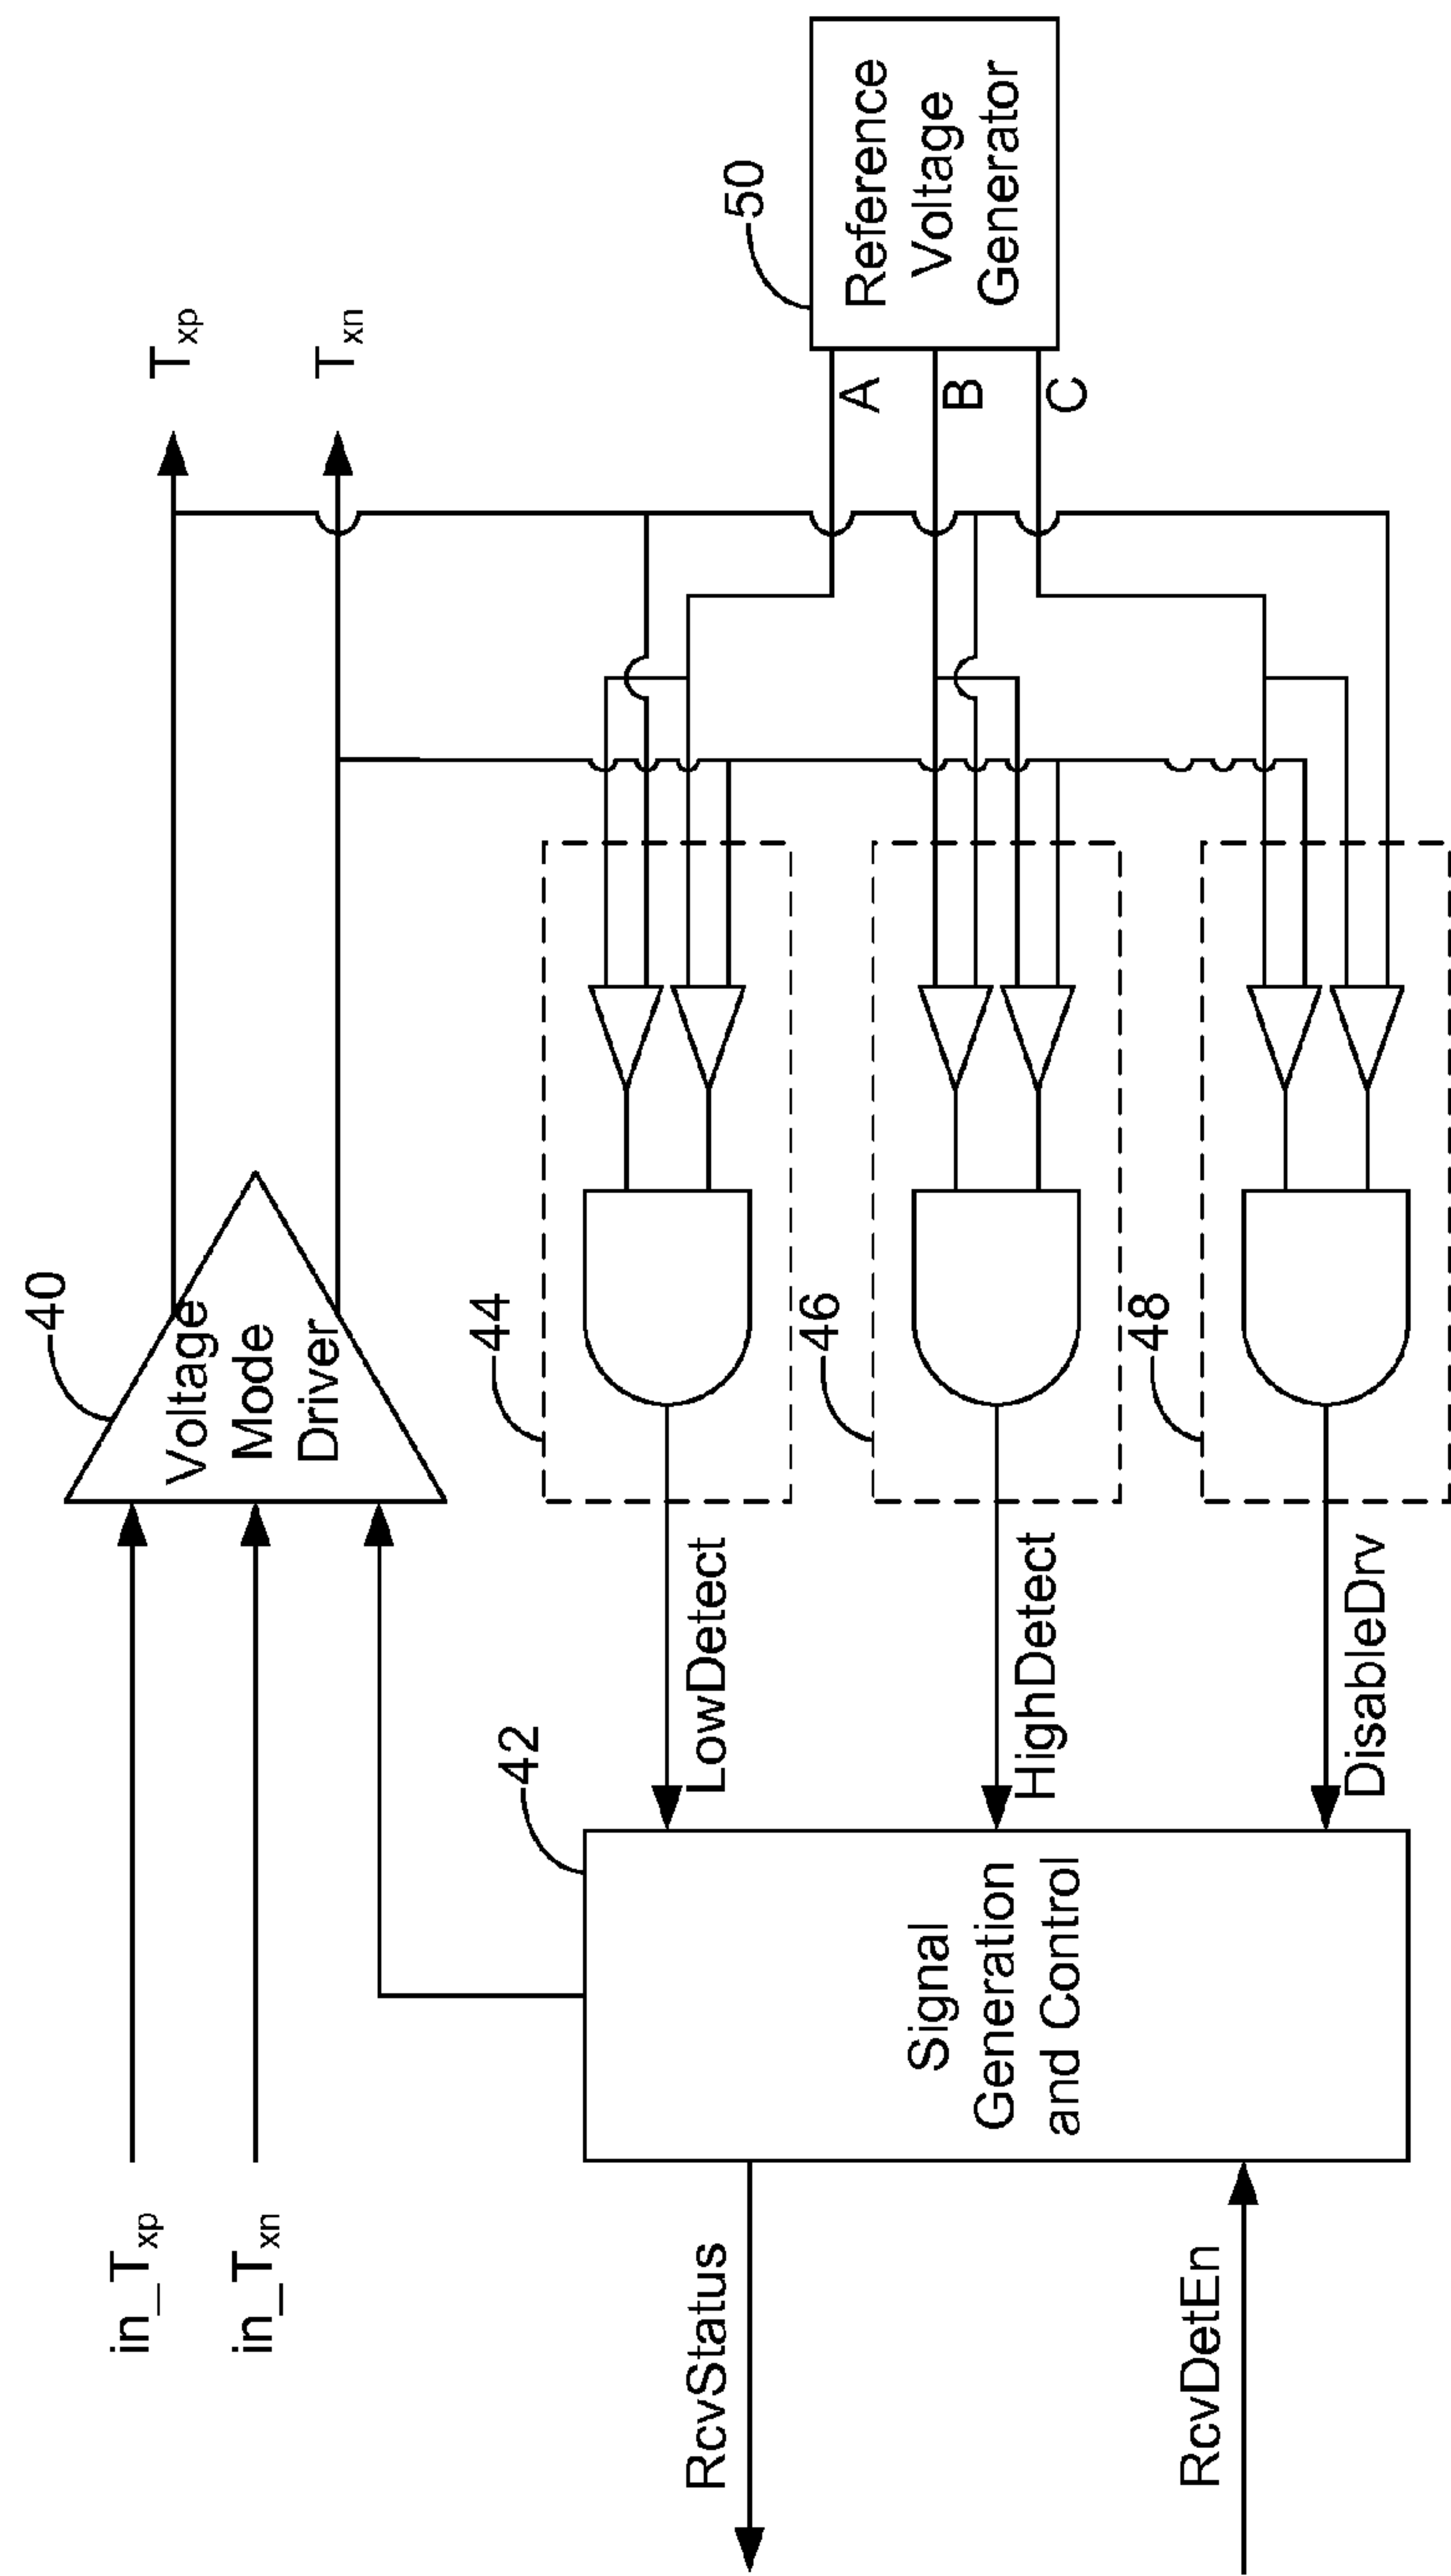 in_Txp
in_Txn
40
Voltage
Mode
Driver
Txp
Txn
42
Signal
Generation
and Control
RcvStatus
RcvDetEn
LowDetect
HighDetect
DisableDrv
44
46
48
50
Reference
Voltage
Generator
A
B
C